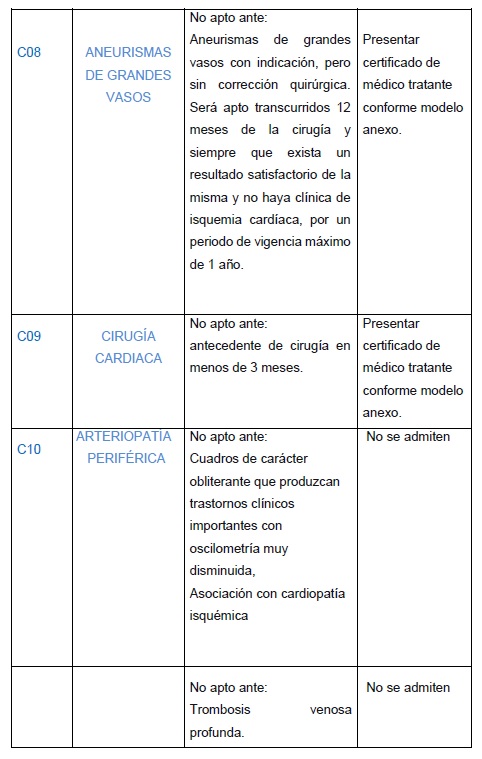 C08
ANEURISMAS
DE GRANDES
VASOS
No apto ante:
Aneurismas de grandes
vasos con indicación, pero
sin corrección quirúrgica.
Será apto transcurridos 12
meses de la cirugía y
siempre que exista un
resultado satisfactorio de la
misma y no haya clínica de
isquemia cardíaca, por un
periodo de vigencia máximo
de 1 año.
Presentar
certificado de
médico tratante
conforme modelo
anexo.
C09
CIRUGÍA
CARDIACA
No apto ante:
antecedente de cirugía en
menos de 3 meses.
Presentar
certificado de
médico tratante
conforme modelo
anexo.
C10
ARTERIOPATÍA
PERIFÉRICA
No apto ante:
Cuadros de carácter
obliterante que produzcan
trastornos clínicos
importantes con
oscilometría muy
disminuida,
Asociación con cardiopatía
isquémica
No se admiten
No apto ante:
Trombosis venosa
profunda.
No se admiten